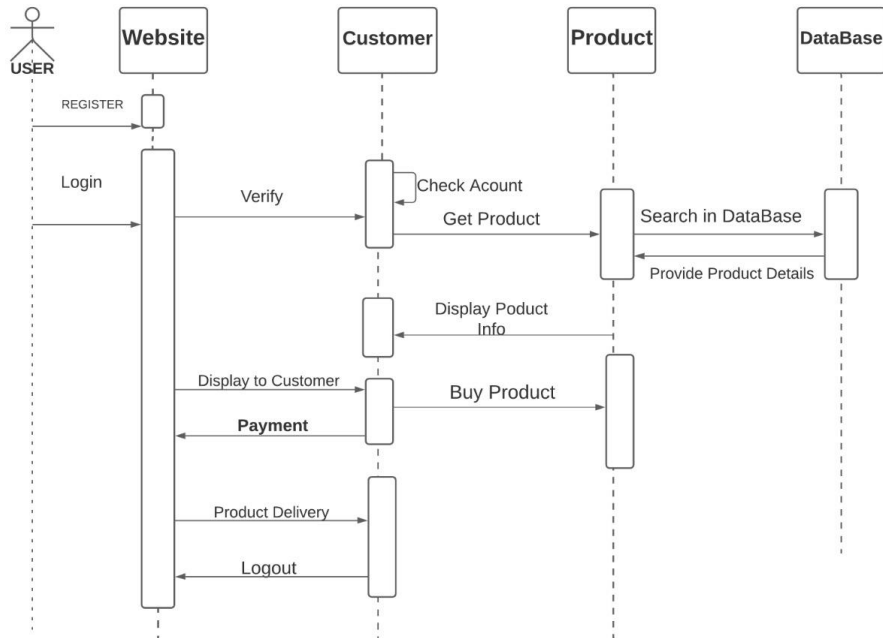 Website
Customer
Product
DataBase
USER
REGISTER
Login
Verify
Check Acount
Get Product
Search in DataBase
Provide Product Details
Display Poduct
Info
Display to Customer
Buy Product
Payment
Product Delivery
Logout